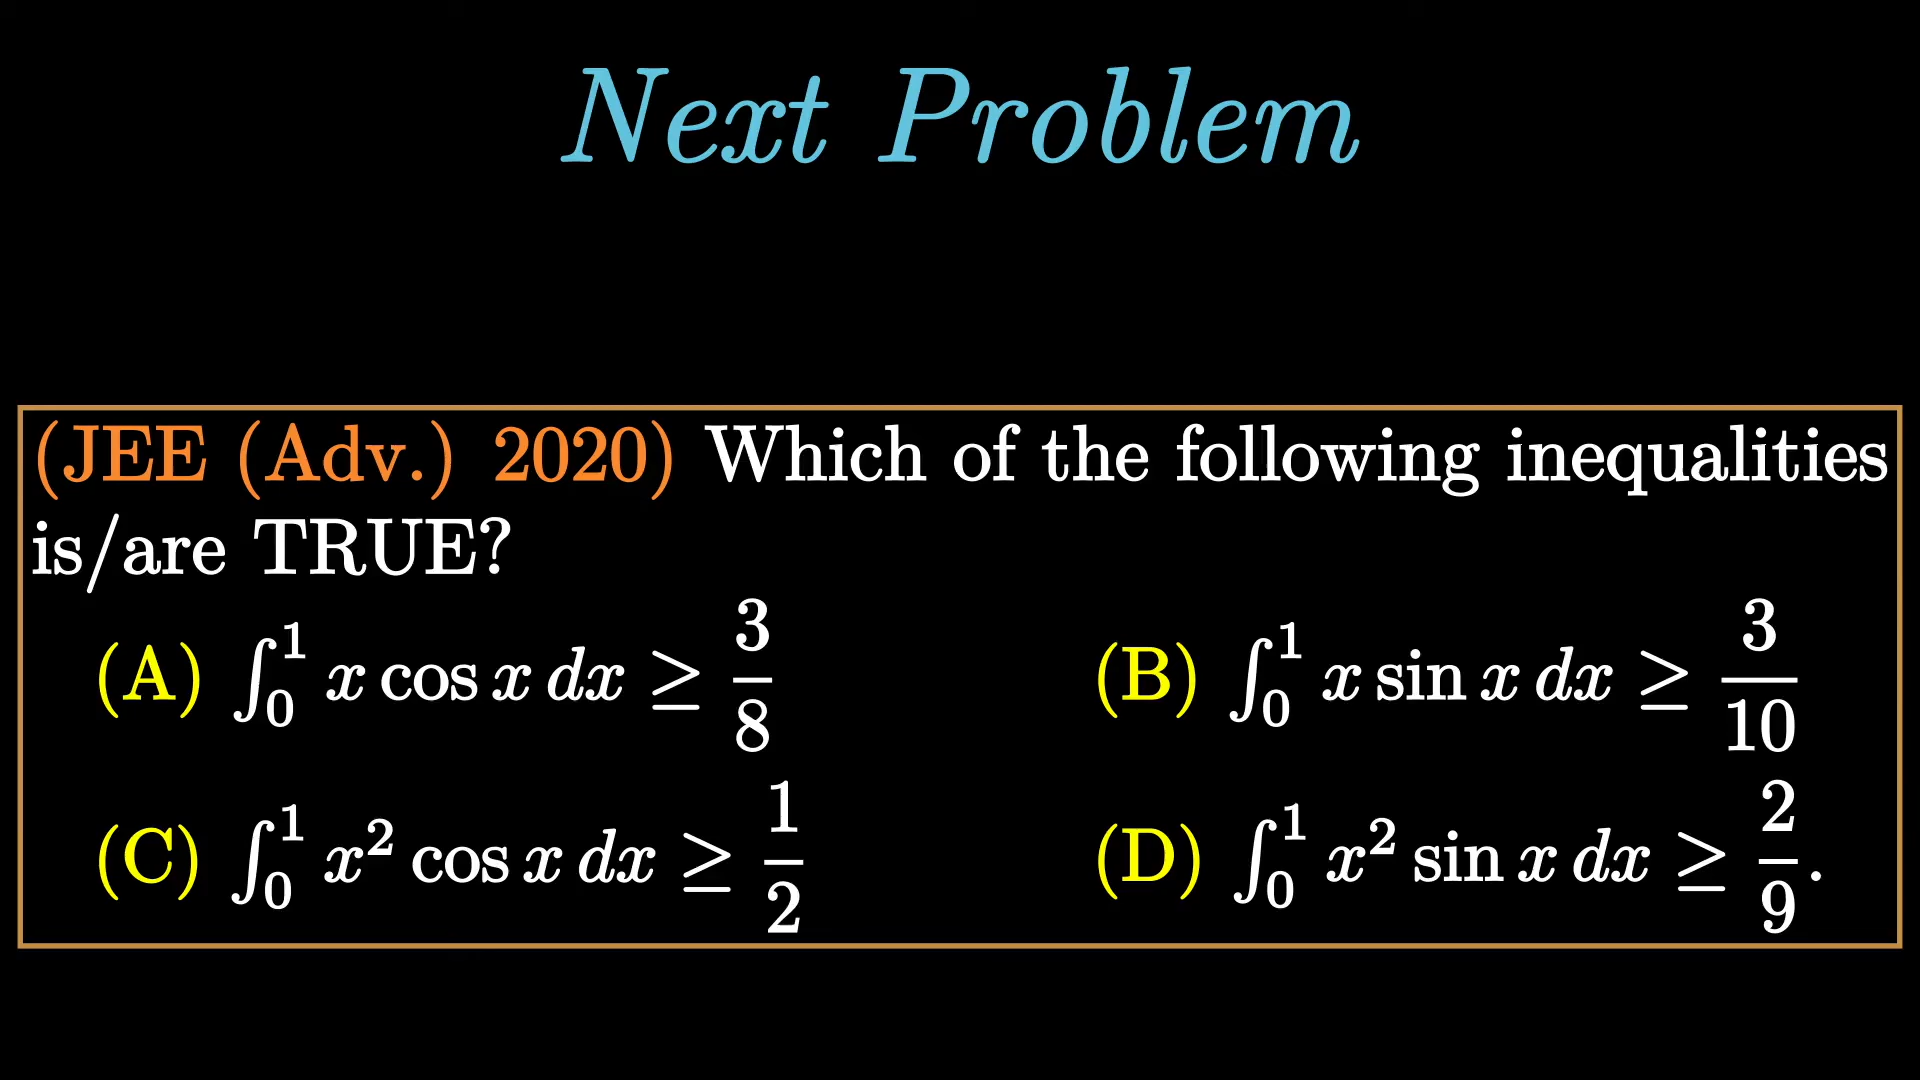 Next Problem
(JEE (Adv.) 2020) Which of the following inequalities
is/are TRUE?
(A) ∫₀¹ x cos x dx ≥ 3/8 (B) ∫₀¹ x sin x dx ≥ 3/10
(C) ∫₀¹ x² cos x dx ≥ 1/2 (D) ∫₀¹ x² sin x dx ≥ 2/9.